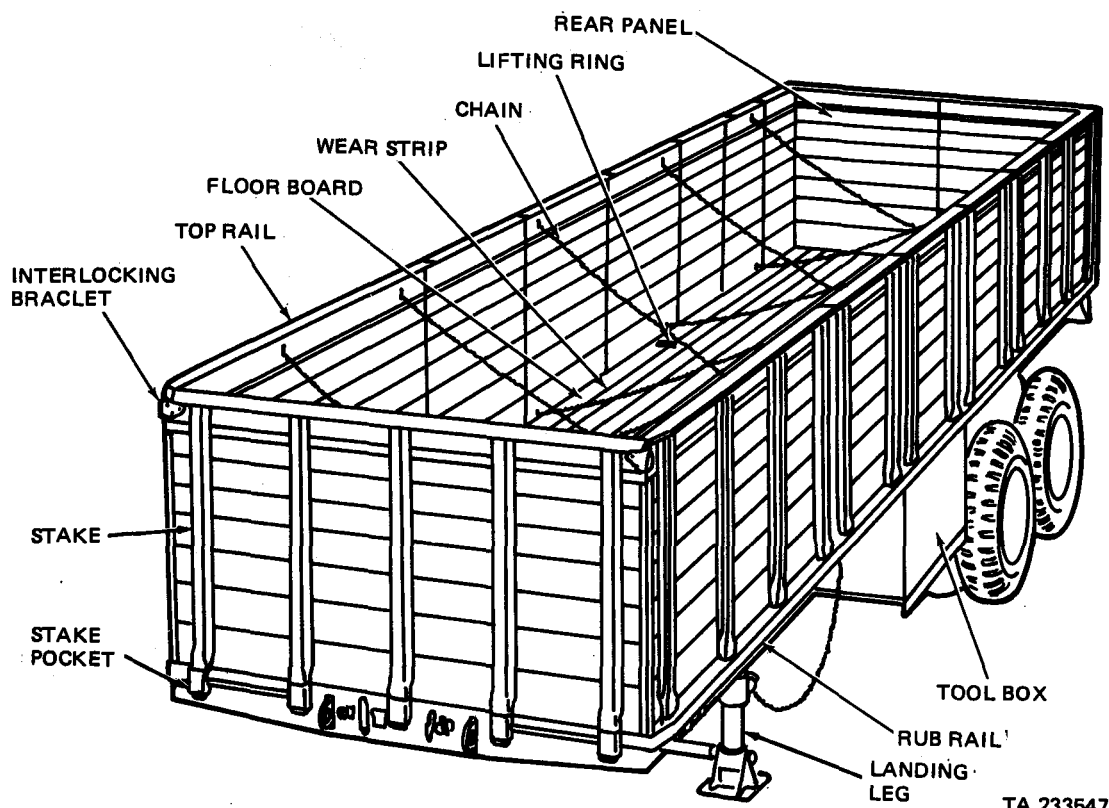 REAR PANEL
LIFTING RING
CHAIN
WEAR STRIP
FLOOR BOARD
TOP RAIL
INTERLOCKING
BRACLET
STAKE
STAKE
POCKET
TOOL BOX
RUB RAIL
LANDING
LEG
TA 233547